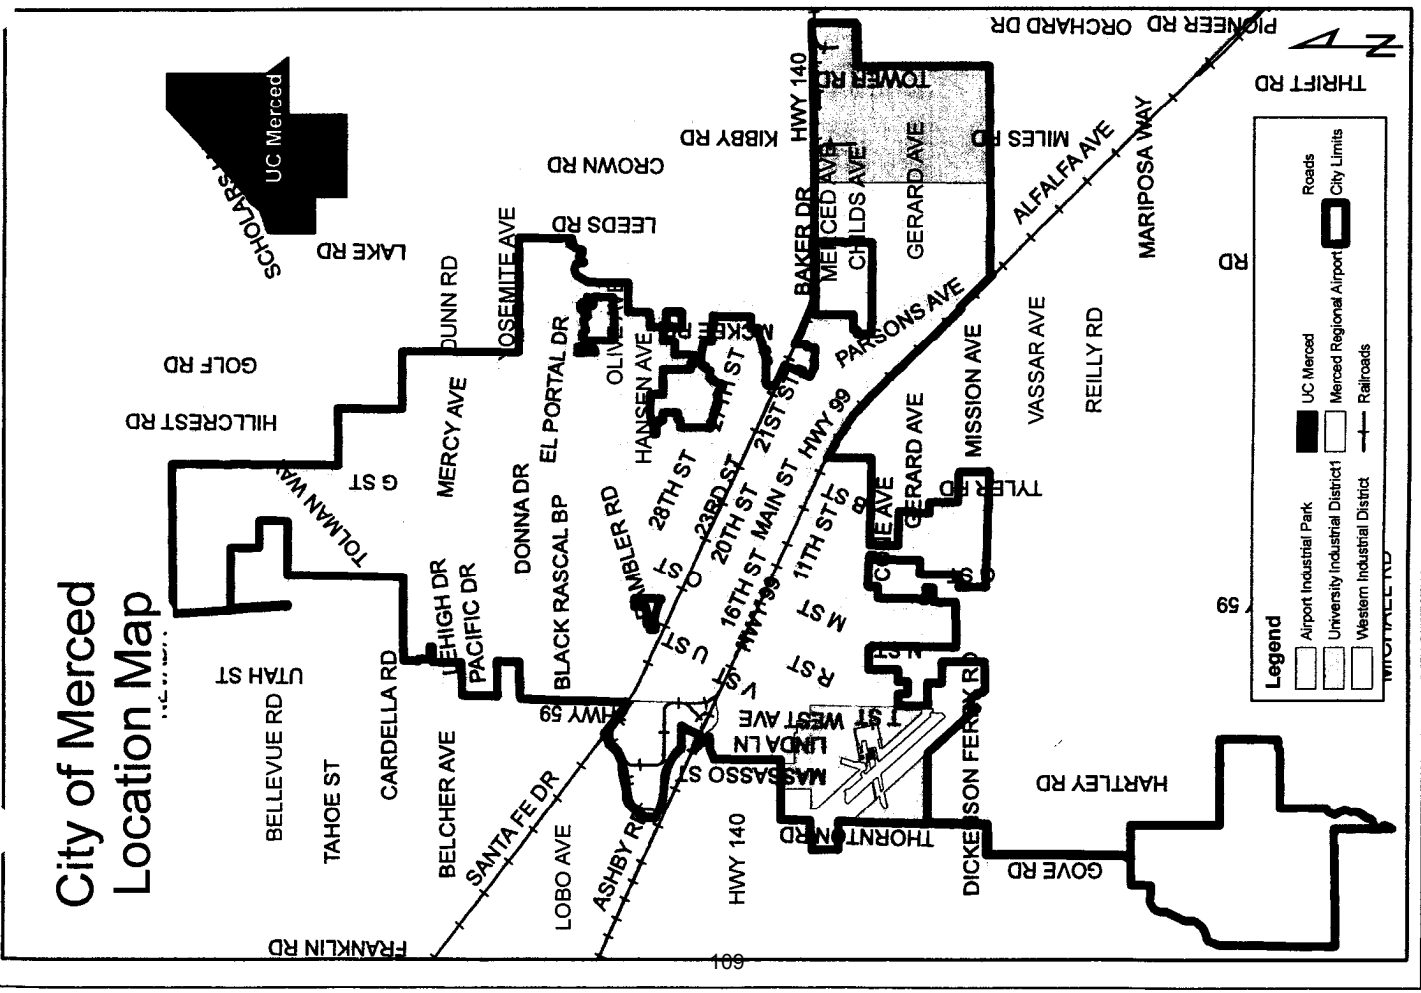 City of Merced
Location Map
UC Merced
LAKE RD
GOLF RD
HILLCREST RD
G ST
TOLMAN WAY
UTAH ST
BELLEVUE RD
TAHOE ST
CARDELLA RD
BELCHER AVE
LEHIGH DR
PACIFIC DR
DUNN RD
MERCY AVE
YOSEMITE AVE
DONNA DR
EL PORTAL DR
BLACK RASCAL BP
CROWN RD
LEEDS RD
KIBBY RD
OLIVE AVE
HANSEN AVE
MCKEE RD
27TH ST
28TH ST
23RD ST
21ST ST
20TH ST
MAIN ST
16TH ST
HWY 99
HWY 99
11TH ST
O ST
U ST
V ST
R ST
M ST
HWY 59
SANTA FE DR
LOBO AVE
FRANKLIN RD
HWY 140
MASSASSO ST
LINDA LN
WEST AVE
T ST
THORNTON RD
DICKENSON FERRY RD
GOVE RD
HARTLEY RD
TYLER RD
GERARD AVE
MISSION AVE
VASSAR AVE
REILLY RD
PARSONS AVE
BAKER DR
MERCED AVE
CHILDS AVE
GERARD AVE
HWY 140
TOWER RD
MILES RD
ALFALFA AVE
MARIPOSA WAY
ORCHARD DR
PIONEER RD
THRIFT RD
N
RD
59
Legend
Airport Industrial Park
University Industrial District1
Western Industrial District
UC Merced
Merced Regional Airport
Railroads
Roads
City Limits
109